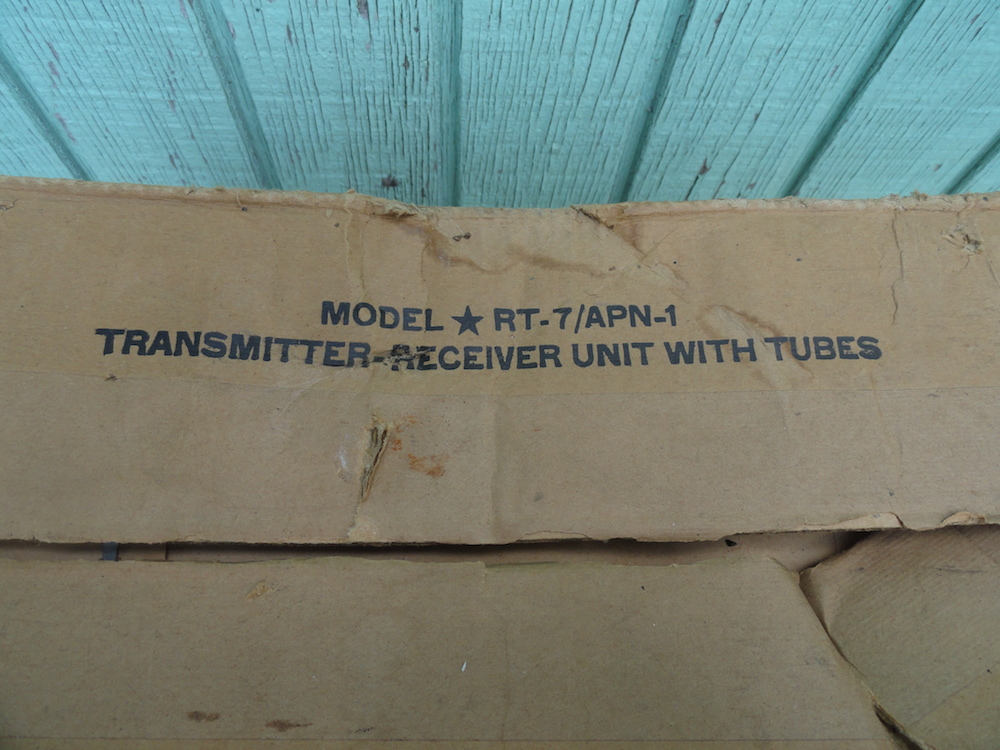 MODEL ★ RT-7/APN-1
TRANSMITTER-RECEIVER UNIT WITH TUBES